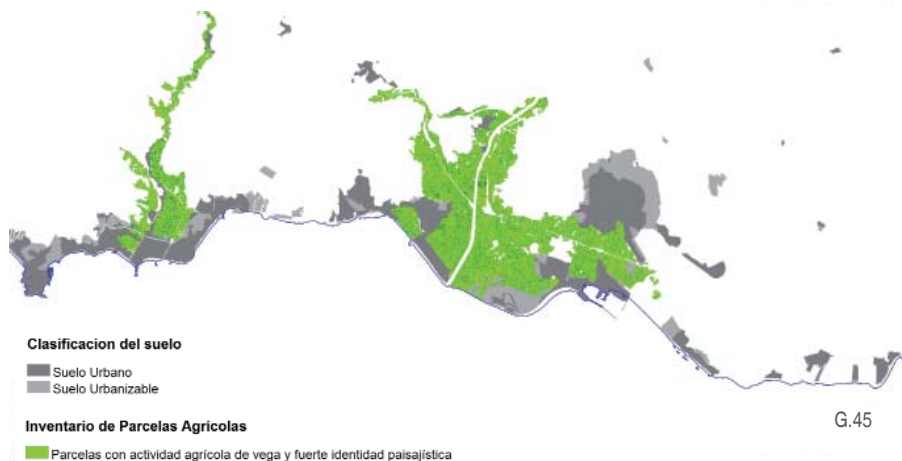 Clasificacion del suelo
Suelo Urbano
Suelo Urbanizable
G.45
Inventario de Parcelas Agricolas
Parcelas con actividad agrícola de vega y fuerte identidad paisajística